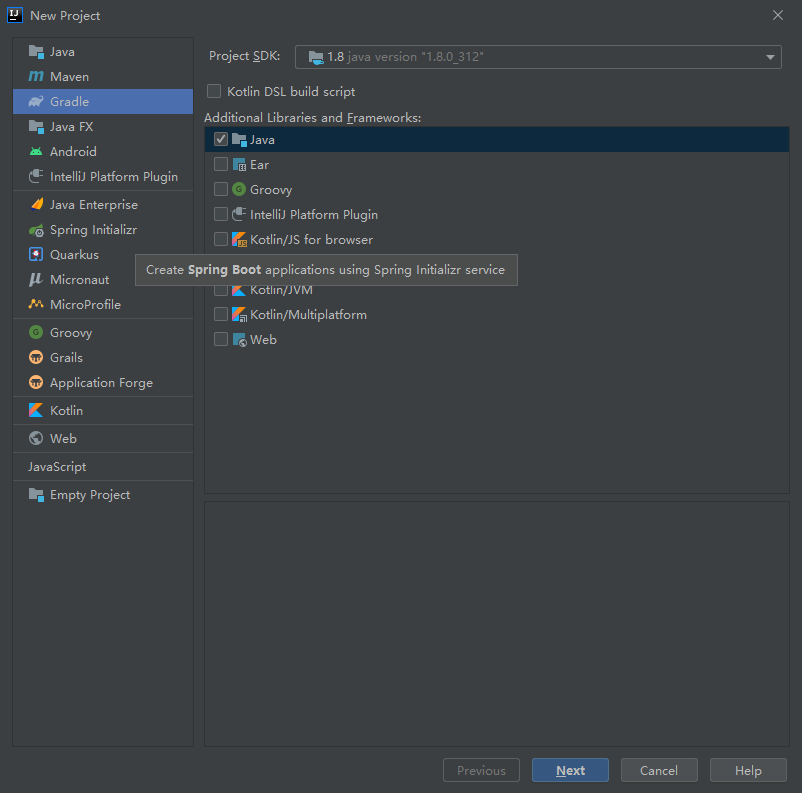 New Project
Java
Maven
Gradle
Java FX
Android
IntelliJ Platform Plugin
Java Enterprise
Spring Initializr
Quarkus
Micronaut
MicroProfile
Groovy
Grails
Application Forge
Kotlin
Web
JavaScript
Empty Project
Project SDK: 1.8 java version "1.8.0_312"
Kotlin DSL build script
Additional Libraries and Frameworks:
Java
Ear
Groovy
IntelliJ Platform Plugin
Kotlin/JS for browser
Create Spring Boot applications using Spring Initializr service
Kotlin/JVM
Kotlin/Multiplatform
Web
Previous Next Cancel Help